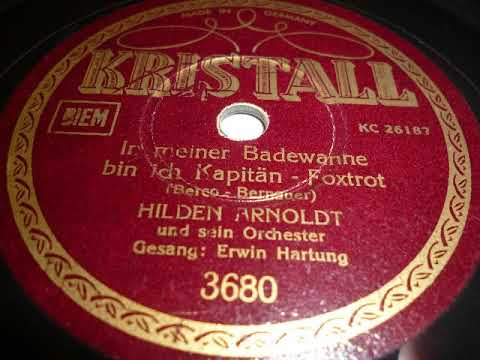 MADE IN GERMANY
KRISTALL
BIEM
KC 26187
In meiner Badewanne
bin ich Kapitän - Foxtrot
(Berco - Bernauer)
HILDEN ARNOLDT
und sein Orchester
Gesang: Erwin Hartung
3680